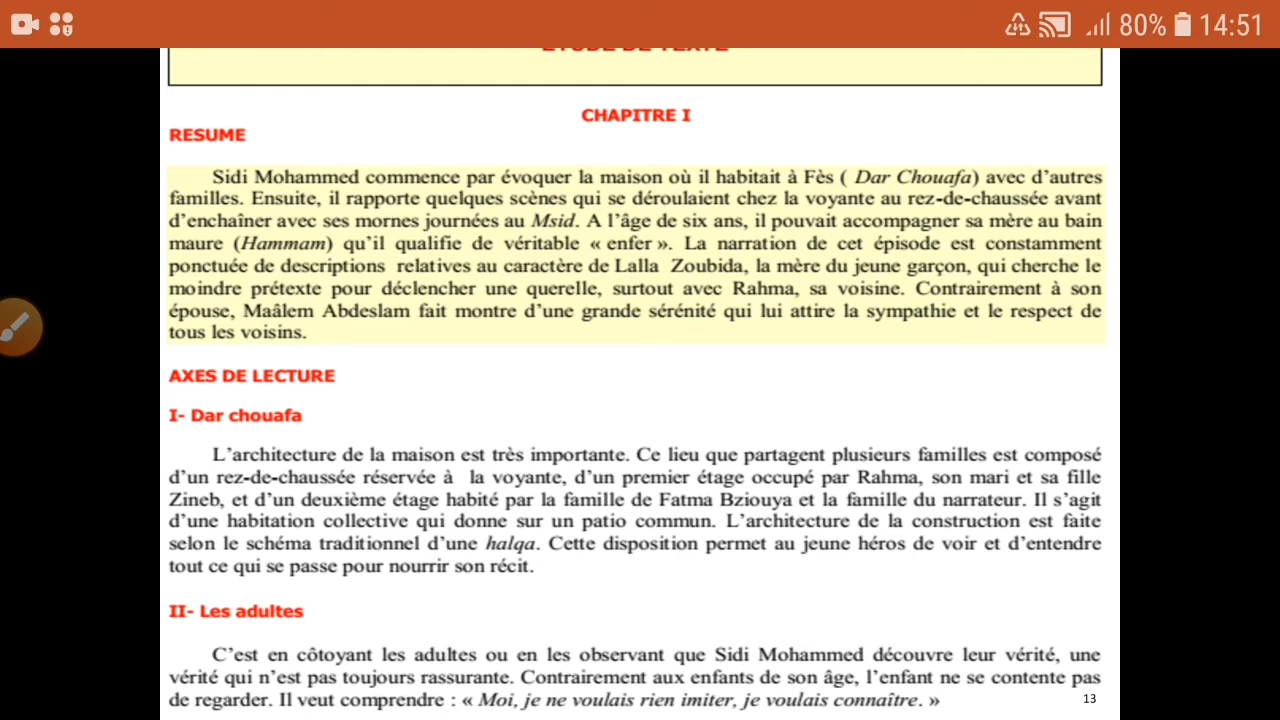 80% 14:51
ETUDE DE TEXTE
CHAPITRE I
RESUME
Sidi Mohammed commence par évoquer la maison où il habitait à Fès ( Dar Chouafa) avec d’autres
familles. Ensuite, il rapporte quelques scènes qui se déroulaient chez la voyante au rez-de-chaussée avant
d’enchaîner avec ses mornes journées au Msid. A l’âge de six ans, il pouvait accompagner sa mère au bain
maure (Hammam) qu’il qualifie de véritable « enfer ». La narration de cet épisode est constamment
ponctuée de descriptions relatives au caractère de Lalla Zoubida, la mère du jeune garçon, qui cherche le
moindre prétexte pour déclencher une querelle, surtout avec Rahma, sa voisine. Contrairement à son
épouse, Maâlem Abdeslam fait montre d’une grande sérénité qui lui attire la sympathie et le respect de
tous les voisins.
AXES DE LECTURE
I- Dar chouafa
L’architecture de la maison est très importante. Ce lieu que partagent plusieurs familles est composé
d’un rez-de-chaussée réservée à la voyante, d’un premier étage occupé par Rahma, son mari et sa fille
Zineb, et d’un deuxième étage habité par la famille de Fatma Bziouya et la famille du narrateur. Il s’agit
d’une habitation collective qui donne sur un patio commun. L’architecture de la construction est faite
selon le schéma traditionnel d’une halqa. Cette disposition permet au jeune héros de voir et d’entendre
tout ce qui se passe pour nourrir son récit.
II- Les adultes
C’est en côtoyant les adultes ou en les observant que Sidi Mohammed découvre leur vérité, une
vérité qui n’est pas toujours rassurante. Contrairement aux enfants de son âge, l’enfant ne se contente pas
de regarder. Il veut comprendre : « Moi, je ne voulais rien imiter, je voulais connaître. »
13